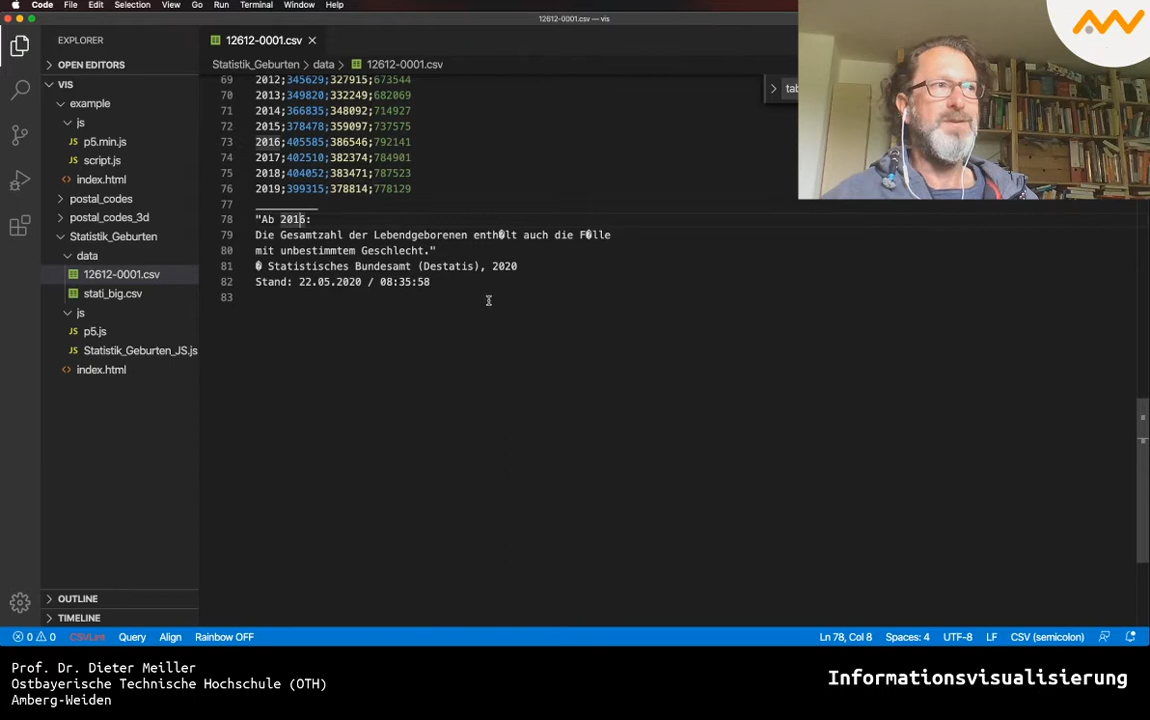 Code File Edit Selection View Go Run Terminal Window Help
12612-0001.csv — vis
EXPLORER
12612-0001.csv
OPEN EDITORS
Statistik_Geburten > data > 12612-0001.csv
VIS
example
js
p5.min.js
script.js
index.html
postal_codes
postal_codes_3d
Statistik_Geburten
data
12612-0001.csv
stati_big.csv
js
p5.js
Statistik_Geburten_JS.js
index.html
69 2012;345629;327915;673544
70 2013;349820;332249;682069
71 2014;366835;348092;714927
72 2015;378478;359097;737575
73 2016;405585;386546;792141
74 2017;402510;382374;784901
75 2018;404052;383471;787523
76 2019;399315;378814;778129
77 __________
78 "Ab 2016:
79 Die Gesamtzahl der Lebendgeborenen enth�lt auch die F�lle
80 mit unbestimmtem Geschlecht."
81 � Statistisches Bundesamt (Destatis), 2020
82 Stand: 22.05.2020 / 08:35:58
83
tab
OUTLINE
TIMELINE
0 0 CSVLint Query Align Rainbow OFF Ln 78, Col 8 Spaces: 4 UTF-8 LF CSV (semicolon)
Prof. Dr. Dieter Meiller
Ostbayerische Technische Hochschule (OTH)
Amberg-Weiden
Informationsvisualisierung